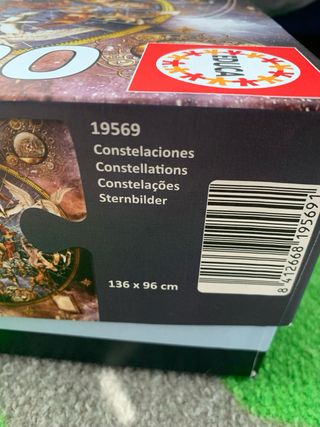 EDUCA
19569
Constelaciones
Constellations
Constelações
Sternbilder
136 x 96 cm
8 412668 195691